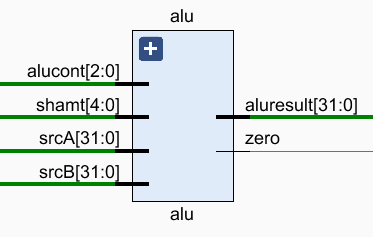 alu
alucont[2:0]
shamt[4:0]
srcA[31:0]
srcB[31:0]
aluresult[31:0]
zero
alu